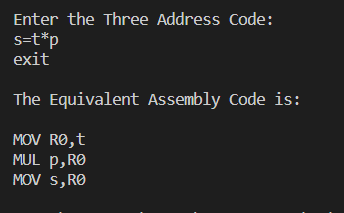 Enter the Three Address Code:
s=t*p
exit
The Equivalent Assembly Code is:
MOV R0,t
MUL p,R0
MOV s,R0